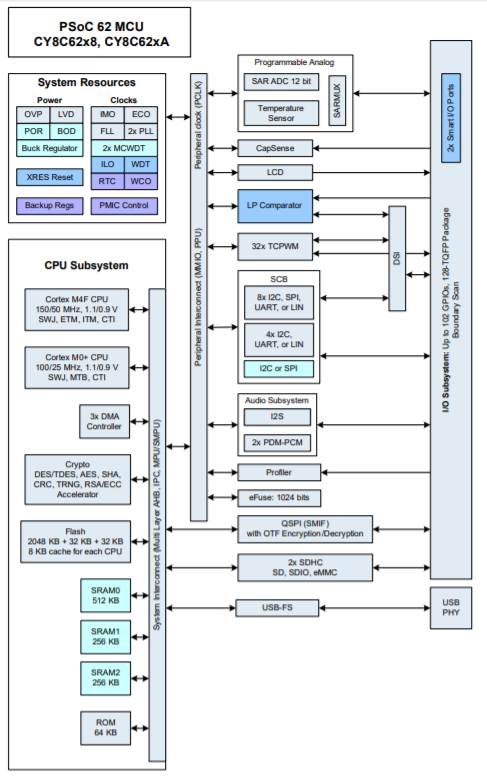 PSoC 62 MCU
CY8C62x8, CY8C62xA
System Resources
Power
Clocks
OVP
LVD
IMO
ECO
POR
BOD
FLL
2x PLL
Buck Regulator
2x MCWDT
XRES Reset
ILO
WDT
RTC
WCO
Backup Regs
PMIC Control
CPU Subsystem
Cortex M4F CPU
150/50 MHz, 1.1/0.9 V
SWJ, ETM, ITM, CTI
Cortex M0+ CPU
100/25 MHz, 1.1/0.9 V
SWJ, MTB, CTI
3x DMA
Controller
Crypto
DES/TDES, AES, SHA,
CRC, TRNG, RSA/ECC
Accelerator
Flash
2048 KB + 32 KB + 32 KB
8 KB cache for each CPU
SRAM0
512 KB
SRAM1
256 KB
SRAM2
256 KB
ROM
64 KB
System Interconnect (Multi Layer AHB, IPC, MPU/SMPU)
Peripheral clock (PCLK)
Peripheral Interconnect (MMIO, PPU)
Programmable Analog
SAR ADC 12 bit
Temperature
Sensor
SARMUX
CapSense
LCD
LP Comparator
32x TCPWM
DSI
SCB
8x I2C, SPI,
UART, or LIN
4x I2C,
UART, or LIN
I2C or SPI
Audio Subsystem
I2S
2x PDM-PCM
Profiler
eFuse: 1024 bits
QSPI (SMIF)
with OTF Encryption/Decryption
2x SDHC
SD, SDIO, eMMC
USB-FS
2x Smart I/O Ports
I/O Subsystem: Up to 102 GPIOs, 128-TQFP Package
Boundary Scan
USB
PHY